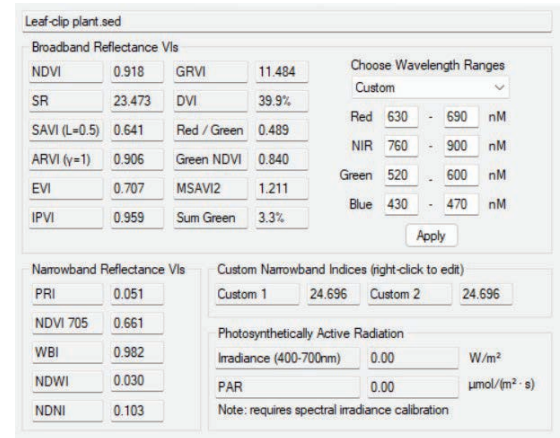 Leaf-clip plant.sed
Broadband Reflectance VIs
NDVI 0.918 GRVI 11.484
SR 23.473 DVI 39.9%
SAVI (L=0.5) 0.641 Red / Green 0.489
ARVI (γ=1) 0.906 Green NDVI 0.840
EVI 0.707 MSAVI2 1.211
IPVI 0.959 Sum Green 3.3%
Choose Wavelength Ranges
Custom
Red 630 - 690 nM
NIR 760 - 900 nM
Green 520 - 600 nM
Blue 430 - 470 nM
Apply
Narrowband Reflectance VIs
PRI 0.051
NDVI 705 0.661
WBI 0.982
NDWI 0.030
NDNI 0.103
Custom Narrowband Indices (right-click to edit)
Custom 1 24.696 Custom 2 24.696
Photosynthetically Active Radiation
Irradiance (400-700nm) 0.00 W/m²
PAR 0.00 μmol/(m² · s)
Note: requires spectral irradiance calibration